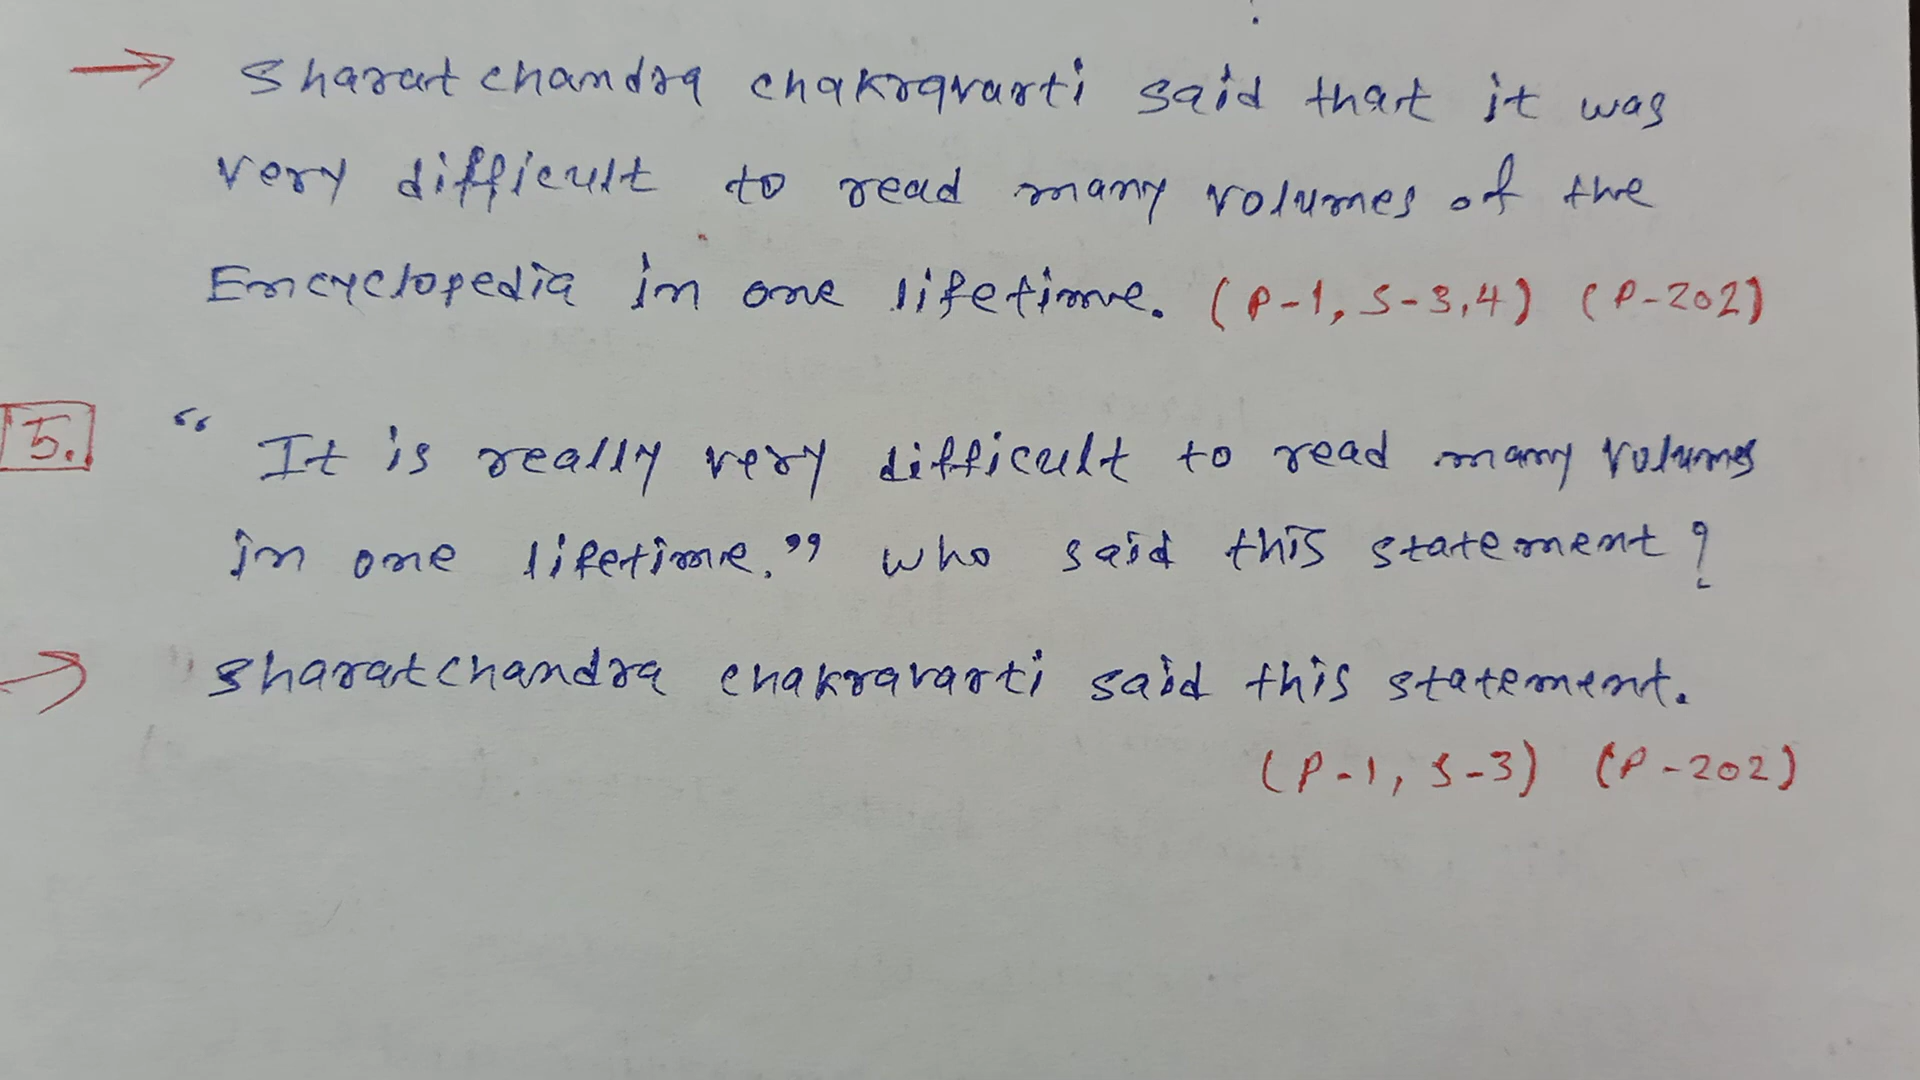 → Sharatchandra Chakravarti said that it was
very difficult to read many volumes of the
Encyclopedia in one lifetime. (P-1, S-3,4) (P-202)
5. “It is really very difficult to read many volumes
in one lifetime.” who said this statement?
→ Sharatchandra Chakravarti said this statement.
(P-1, S-3) (P-202)